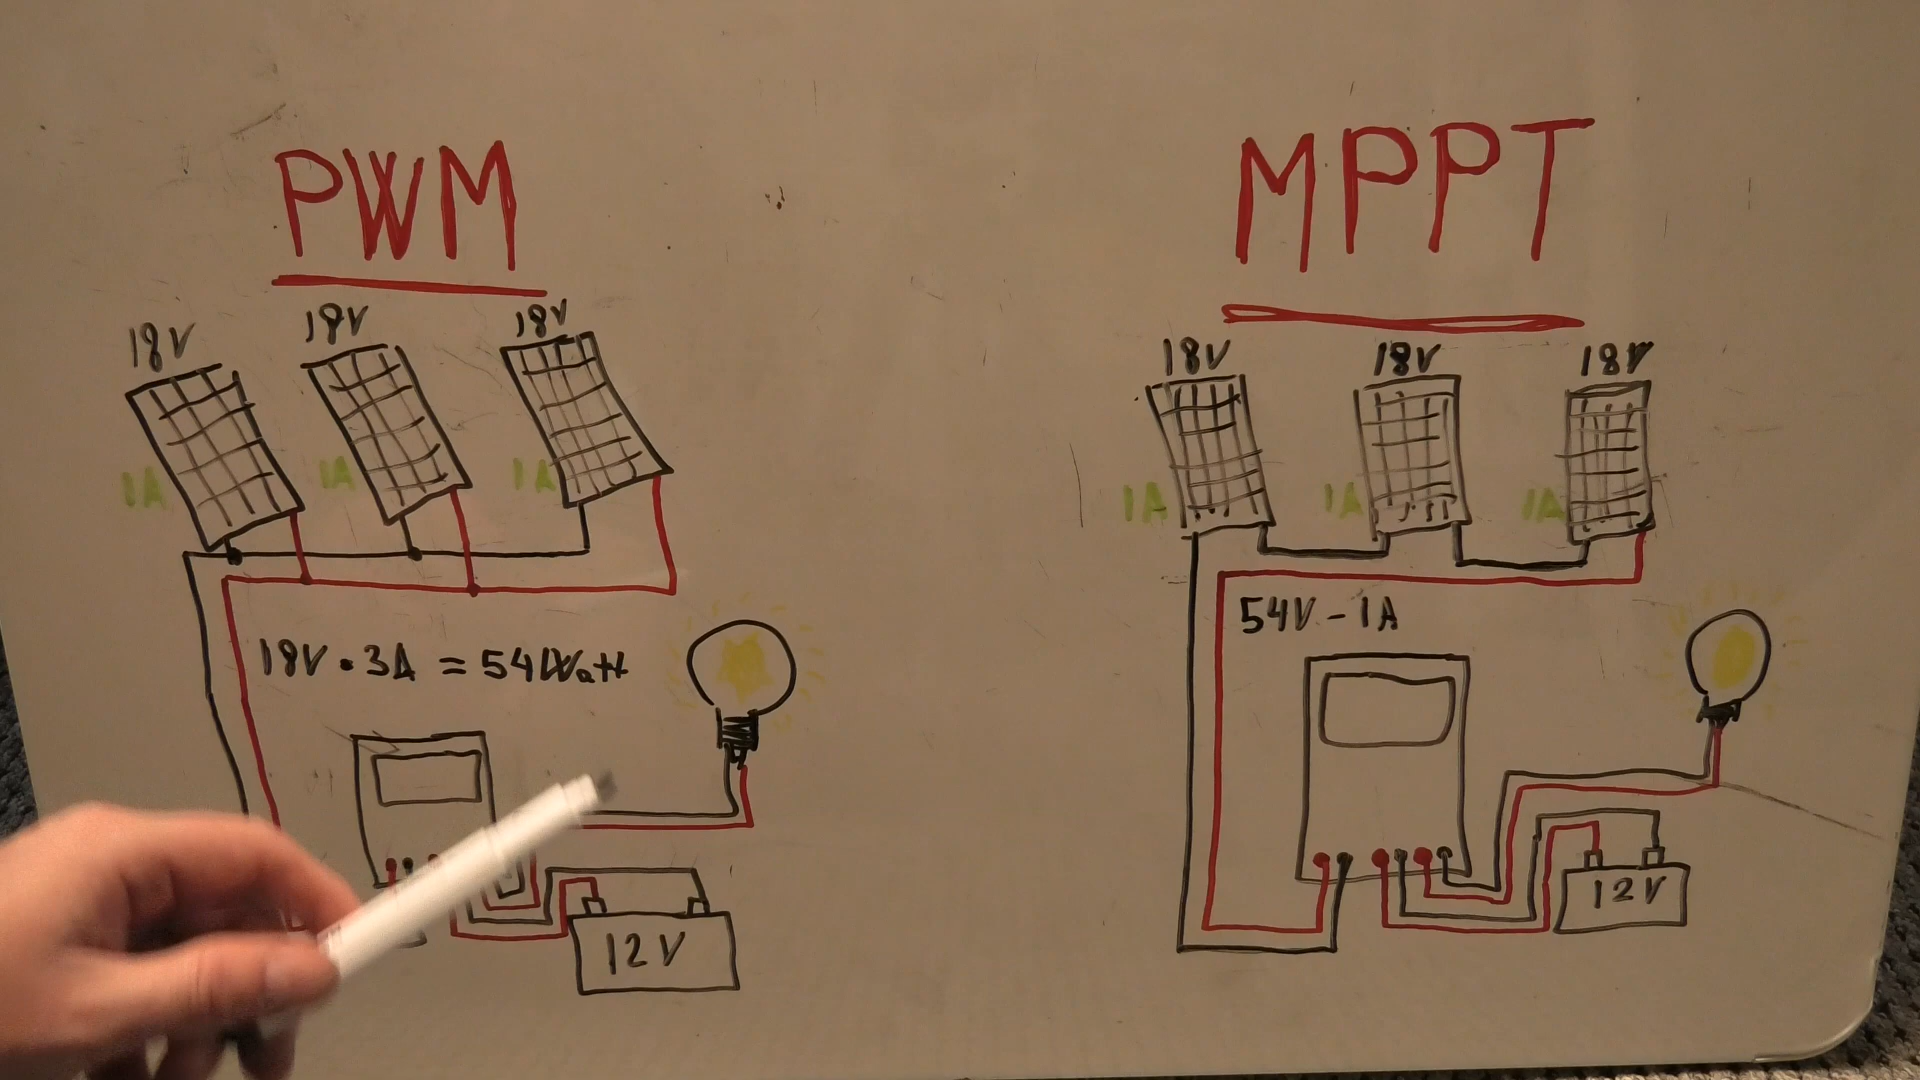 PWM
18V 18V 18V
1A 1A 1A
18V • 3A = 54Watt
12V
MPPT
18V 18V 18V
1A 1A 1A
54V - 1A
12V